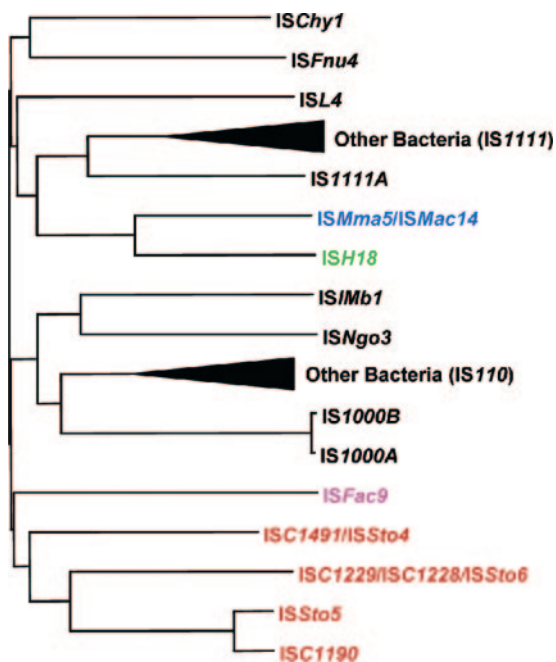 ISChy1
ISFnu4
ISL4
Other Bacteria (IS1111)
IS1111A
ISMma5/ISMac14
ISH18
ISIMb1
ISNgo3
Other Bacteria (IS110)
IS1000B
IS1000A
ISFac9
ISC1491/ISSto4
ISC1229/ISC1228/ISSto6
ISSto5
ISC1190